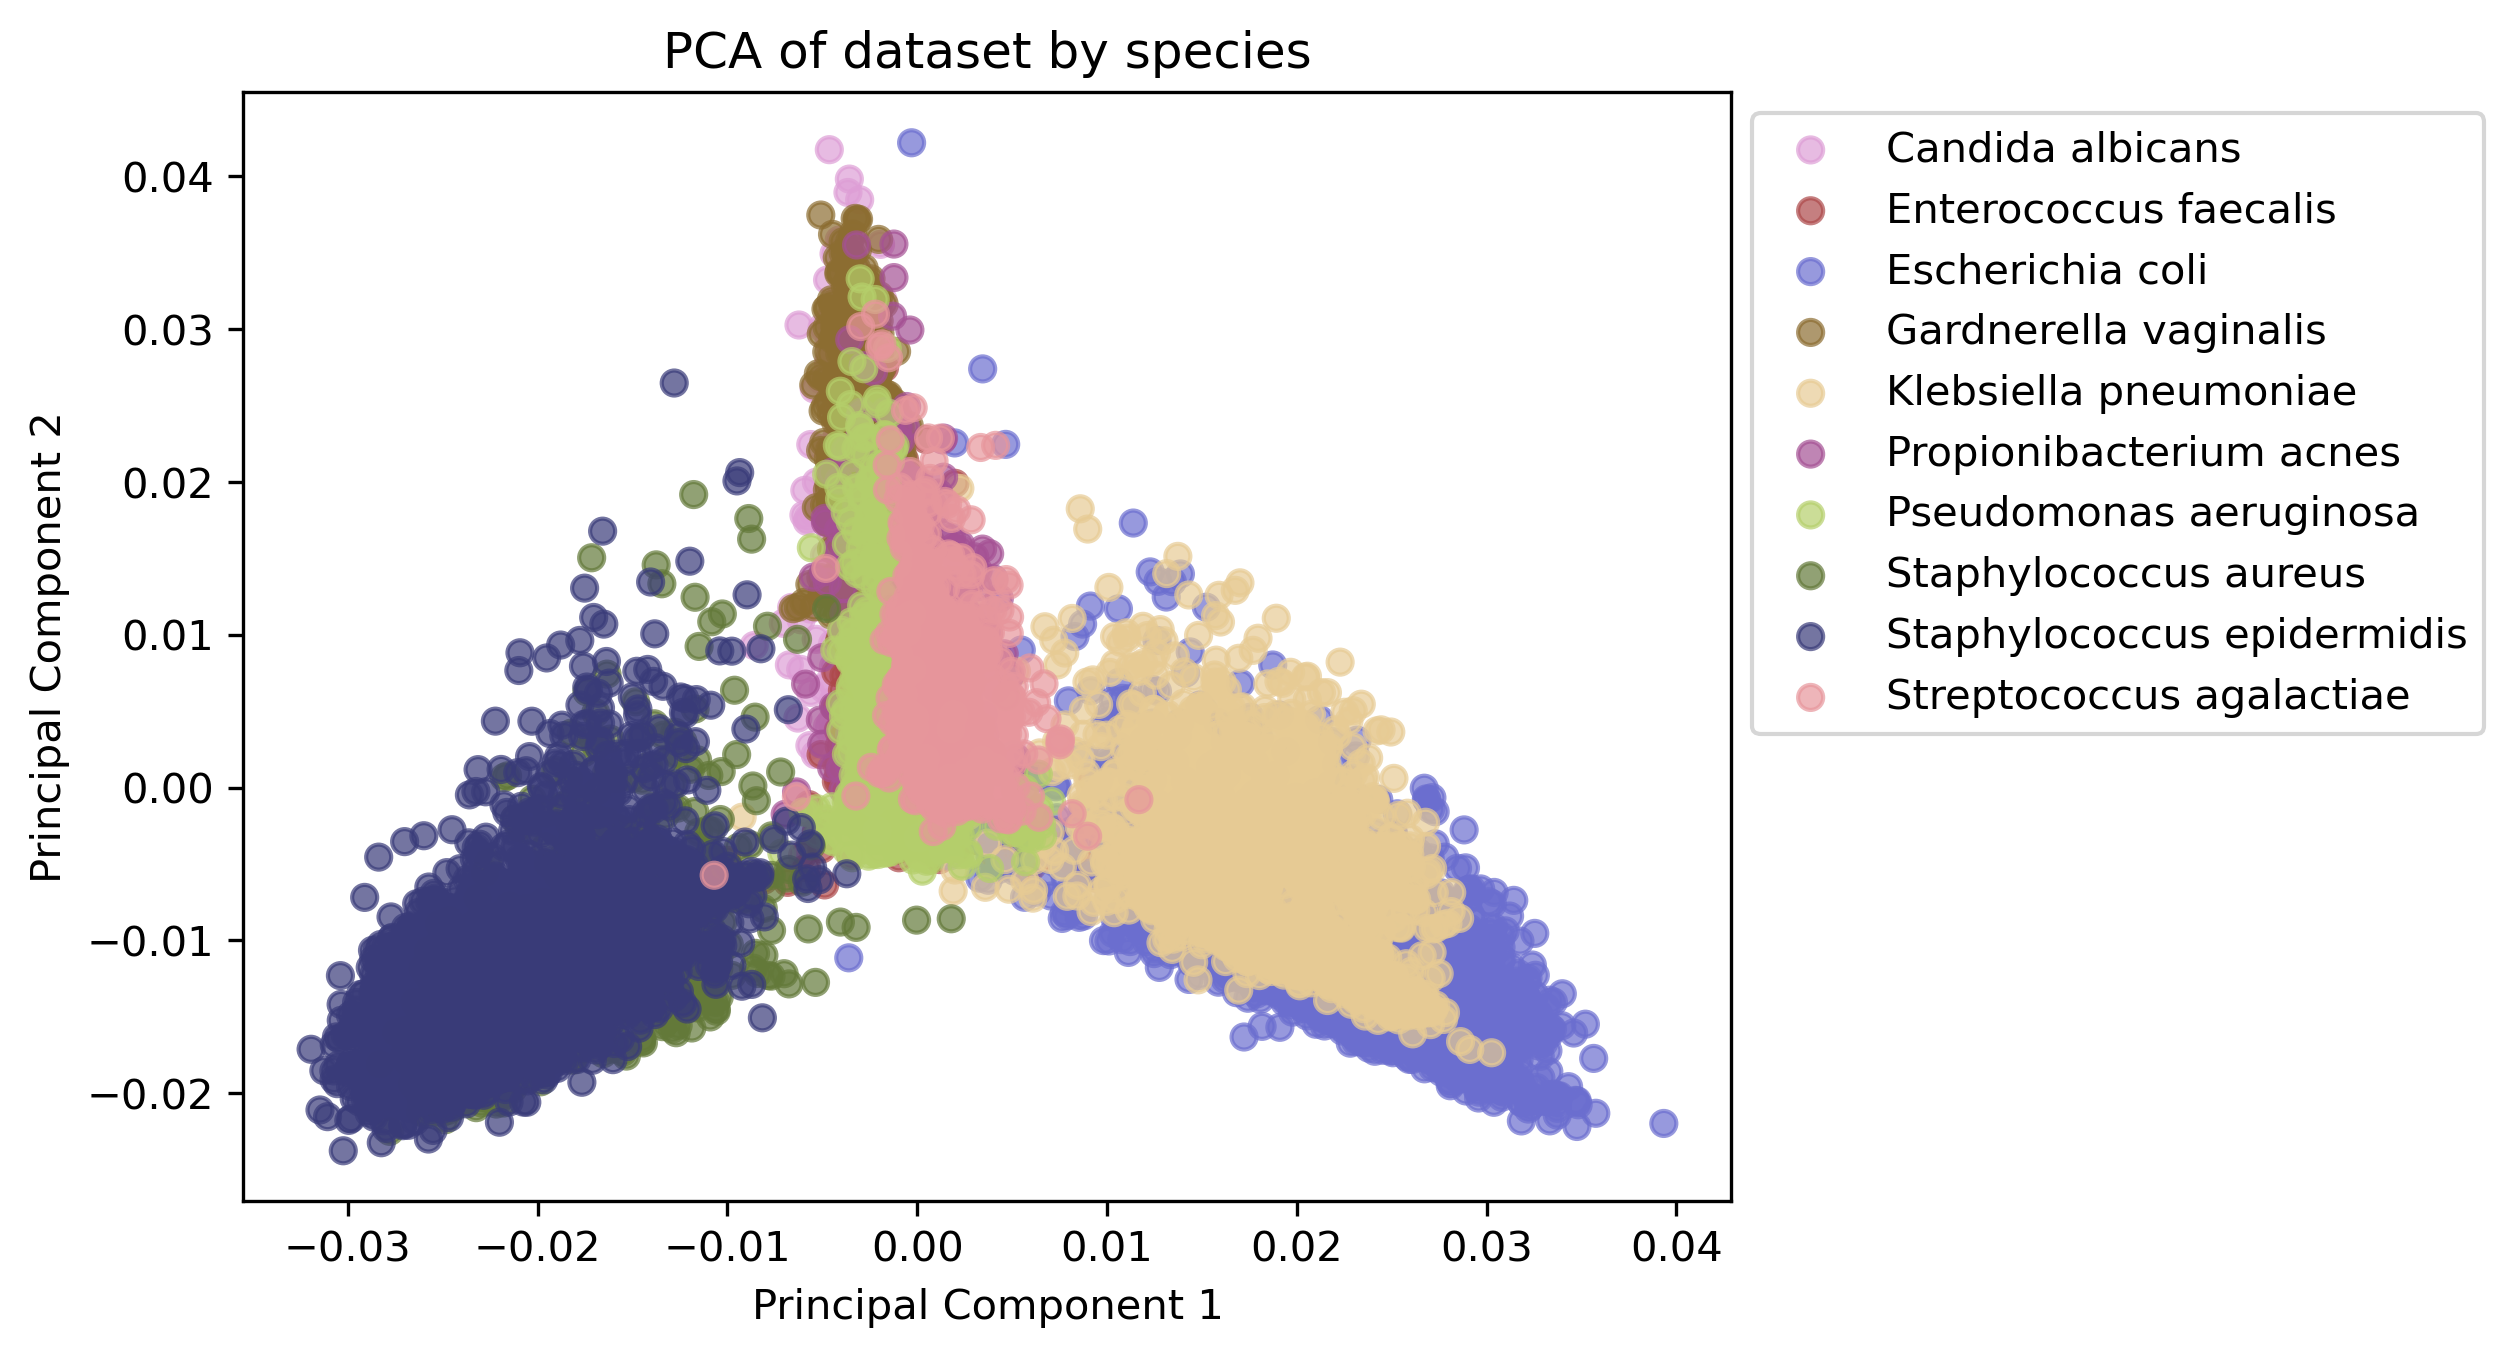 PCA of dataset by species
0.04
0.03
0.02
0.01
0.00
−0.01
−0.02
Principal Component 2
−0.03
−0.02
−0.01
0.00
0.01
0.02
0.03
0.04
Principal Component 1
Candida albicans
Enterococcus faecalis
Escherichia coli
Gardnerella vaginalis
Klebsiella pneumoniae
Propionibacterium acnes
Pseudomonas aeruginosa
Staphylococcus aureus
Staphylococcus epidermidis
Streptococcus agalactiae